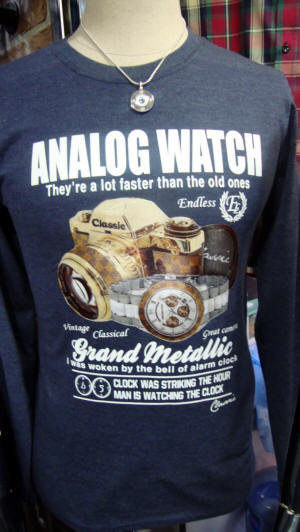 ANALOG WATCH
They're a lot faster than the old ones
Endless
Classic
Vintage
Classical
Great camera
Grand Metallic
I was woken by the bell of alarm clock
CLOCK WAS STRIKING THE HOUR
MAN IS WATCHING THE CLOCK